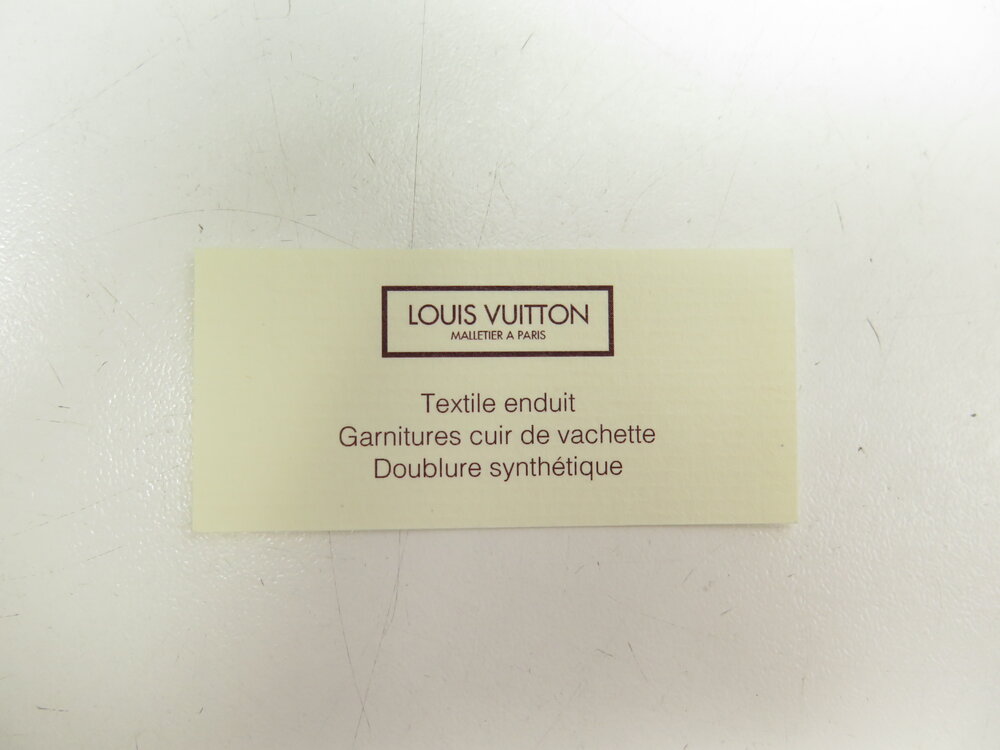 LOUIS VUITTON
MALLETIER A PARIS
Textile enduit
Garnitures cuir de vachette
Doublure synthétique